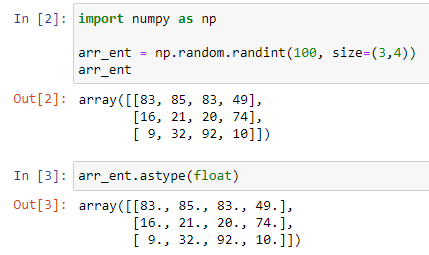 In [2]: import numpy as np
arr_ent = np.random.randint(100, size=(3,4))
arr_ent
Out[2]: array([[83, 85, 83, 49],
[16, 21, 20, 74],
[ 9, 32, 92, 10]])
In [3]: arr_ent.astype(float)
Out[3]: array([[83., 85., 83., 49.],
[16., 21., 20., 74.],
[ 9., 32., 92., 10.]])